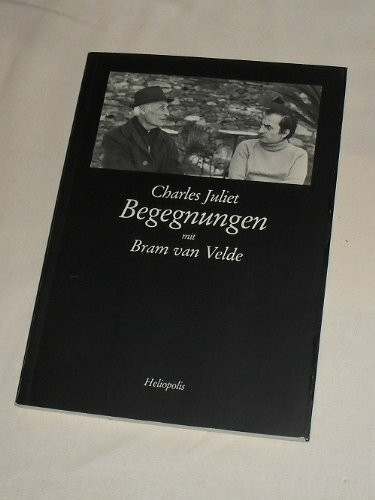 Charles Juliet
Begegnungen
mit
Bram van Velde
Heliopolis